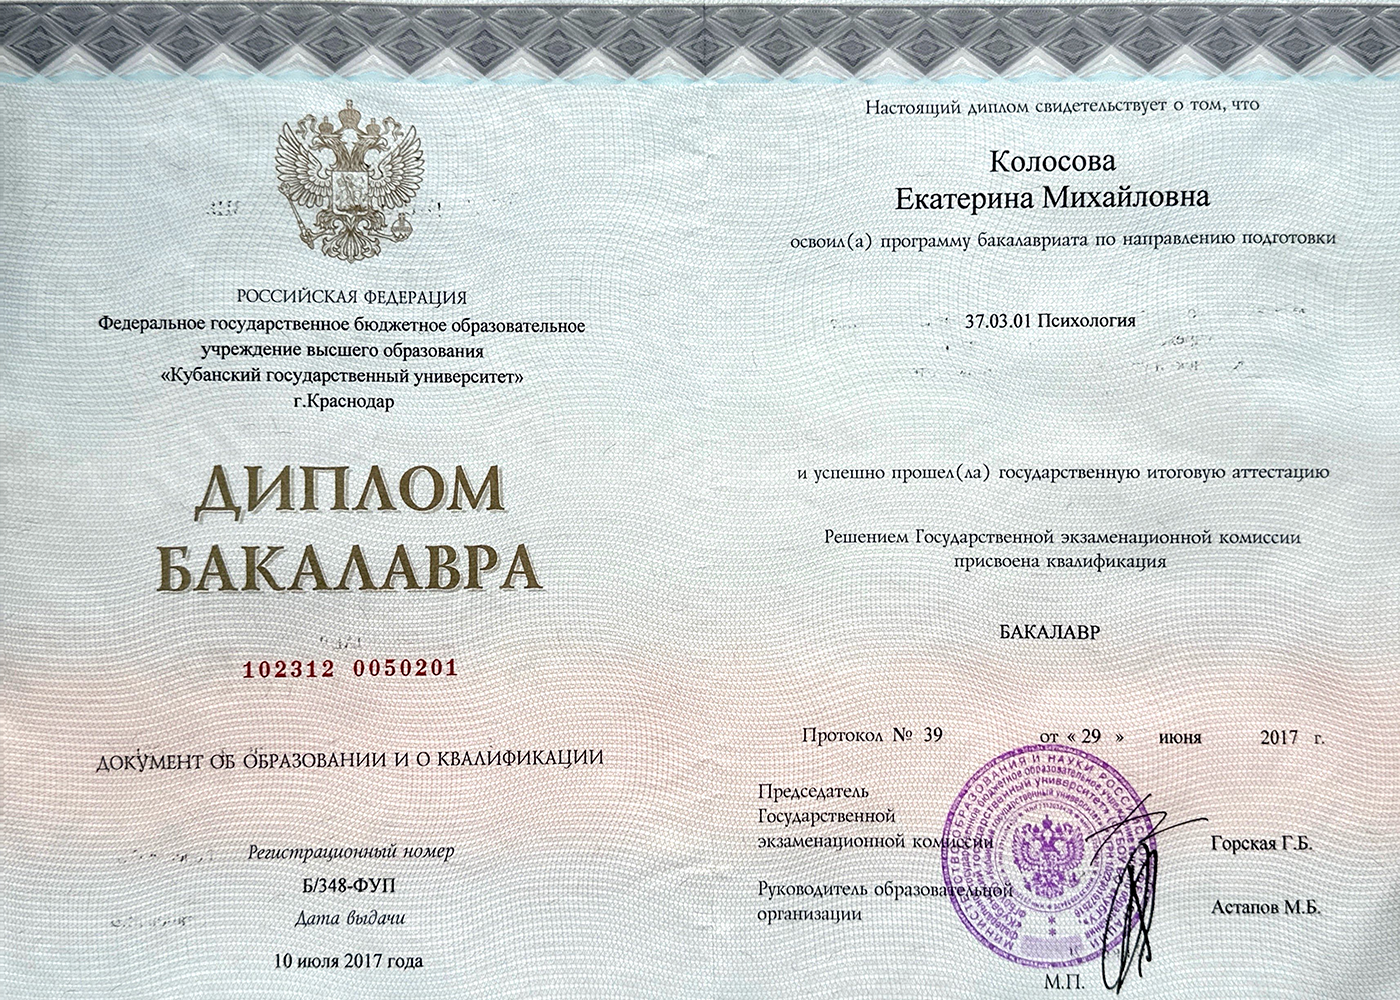 РОССИЙСКАЯ ФЕДЕРАЦИЯ
Федеральное государственное бюджетное образовательное
учреждение высшего образования
«Кубанский государственный университет»
г.Краснодар
ДИПЛОМ
БАКАЛАВРА
102312 0050201
ДОКУМЕНТ ОБ ОБРАЗОВАНИИ И О КВАЛИФИКАЦИИ
Регистрационный номер
Б/348-ФУП
Дата выдачи
10 июля 2017 года
Настоящий диплом свидетельствует о том, что
Колосова
Екатерина Михайловна
освоил(а) программу бакалавриата по направлению подготовки
37.03.01 Психология
и успешно прошел(ла) государственную итоговую аттестацию
Решением Государственной экзаменационной комиссии
присвоена квалификация
БАКАЛАВР
Протокол № 39 от « 29 » июня 2017 г.
Председатель
Государственной
экзаменационной комиссии
Горская Г.Б.
Руководитель образовательной
организации
Астапов М.Б.
М.П.
МИНИСТЕРСТВО ОБРАЗОВАНИЯ И НАУКИ РОССИЙСКОЙ